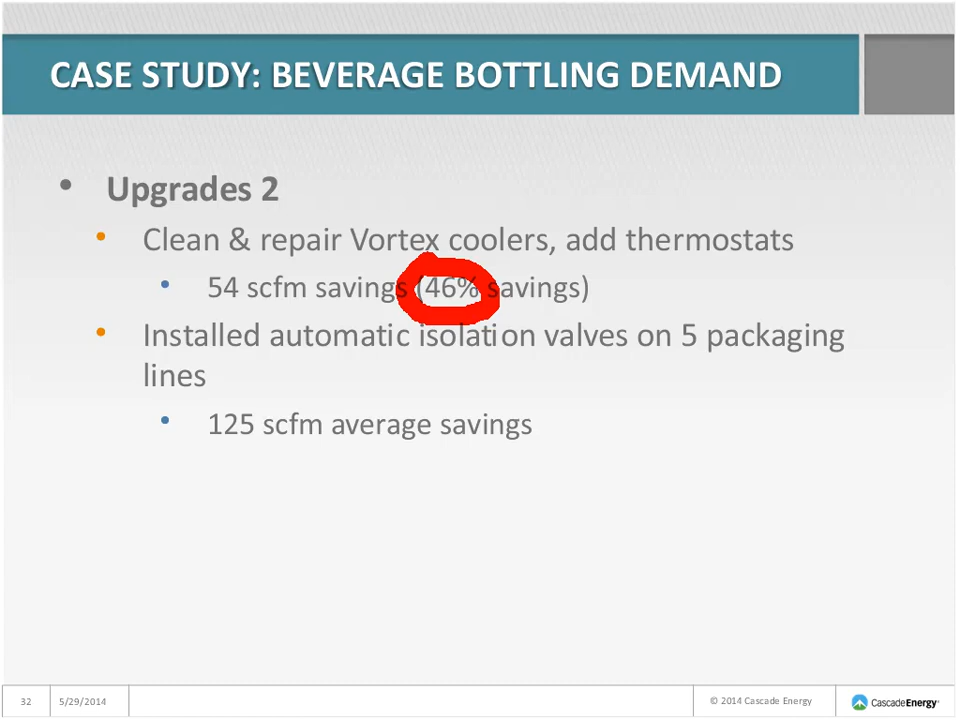 CASE STUDY: BEVERAGE BOTTLING DEMAND
• Upgrades 2
• Clean & repair Vortex coolers, add thermostats
• 54 scfm savings (46% savings)
• Installed automatic isolation valves on 5 packaging
lines
• 125 scfm average savings
32 5/29/2014 © 2014 Cascade Energy CascadeEnergy